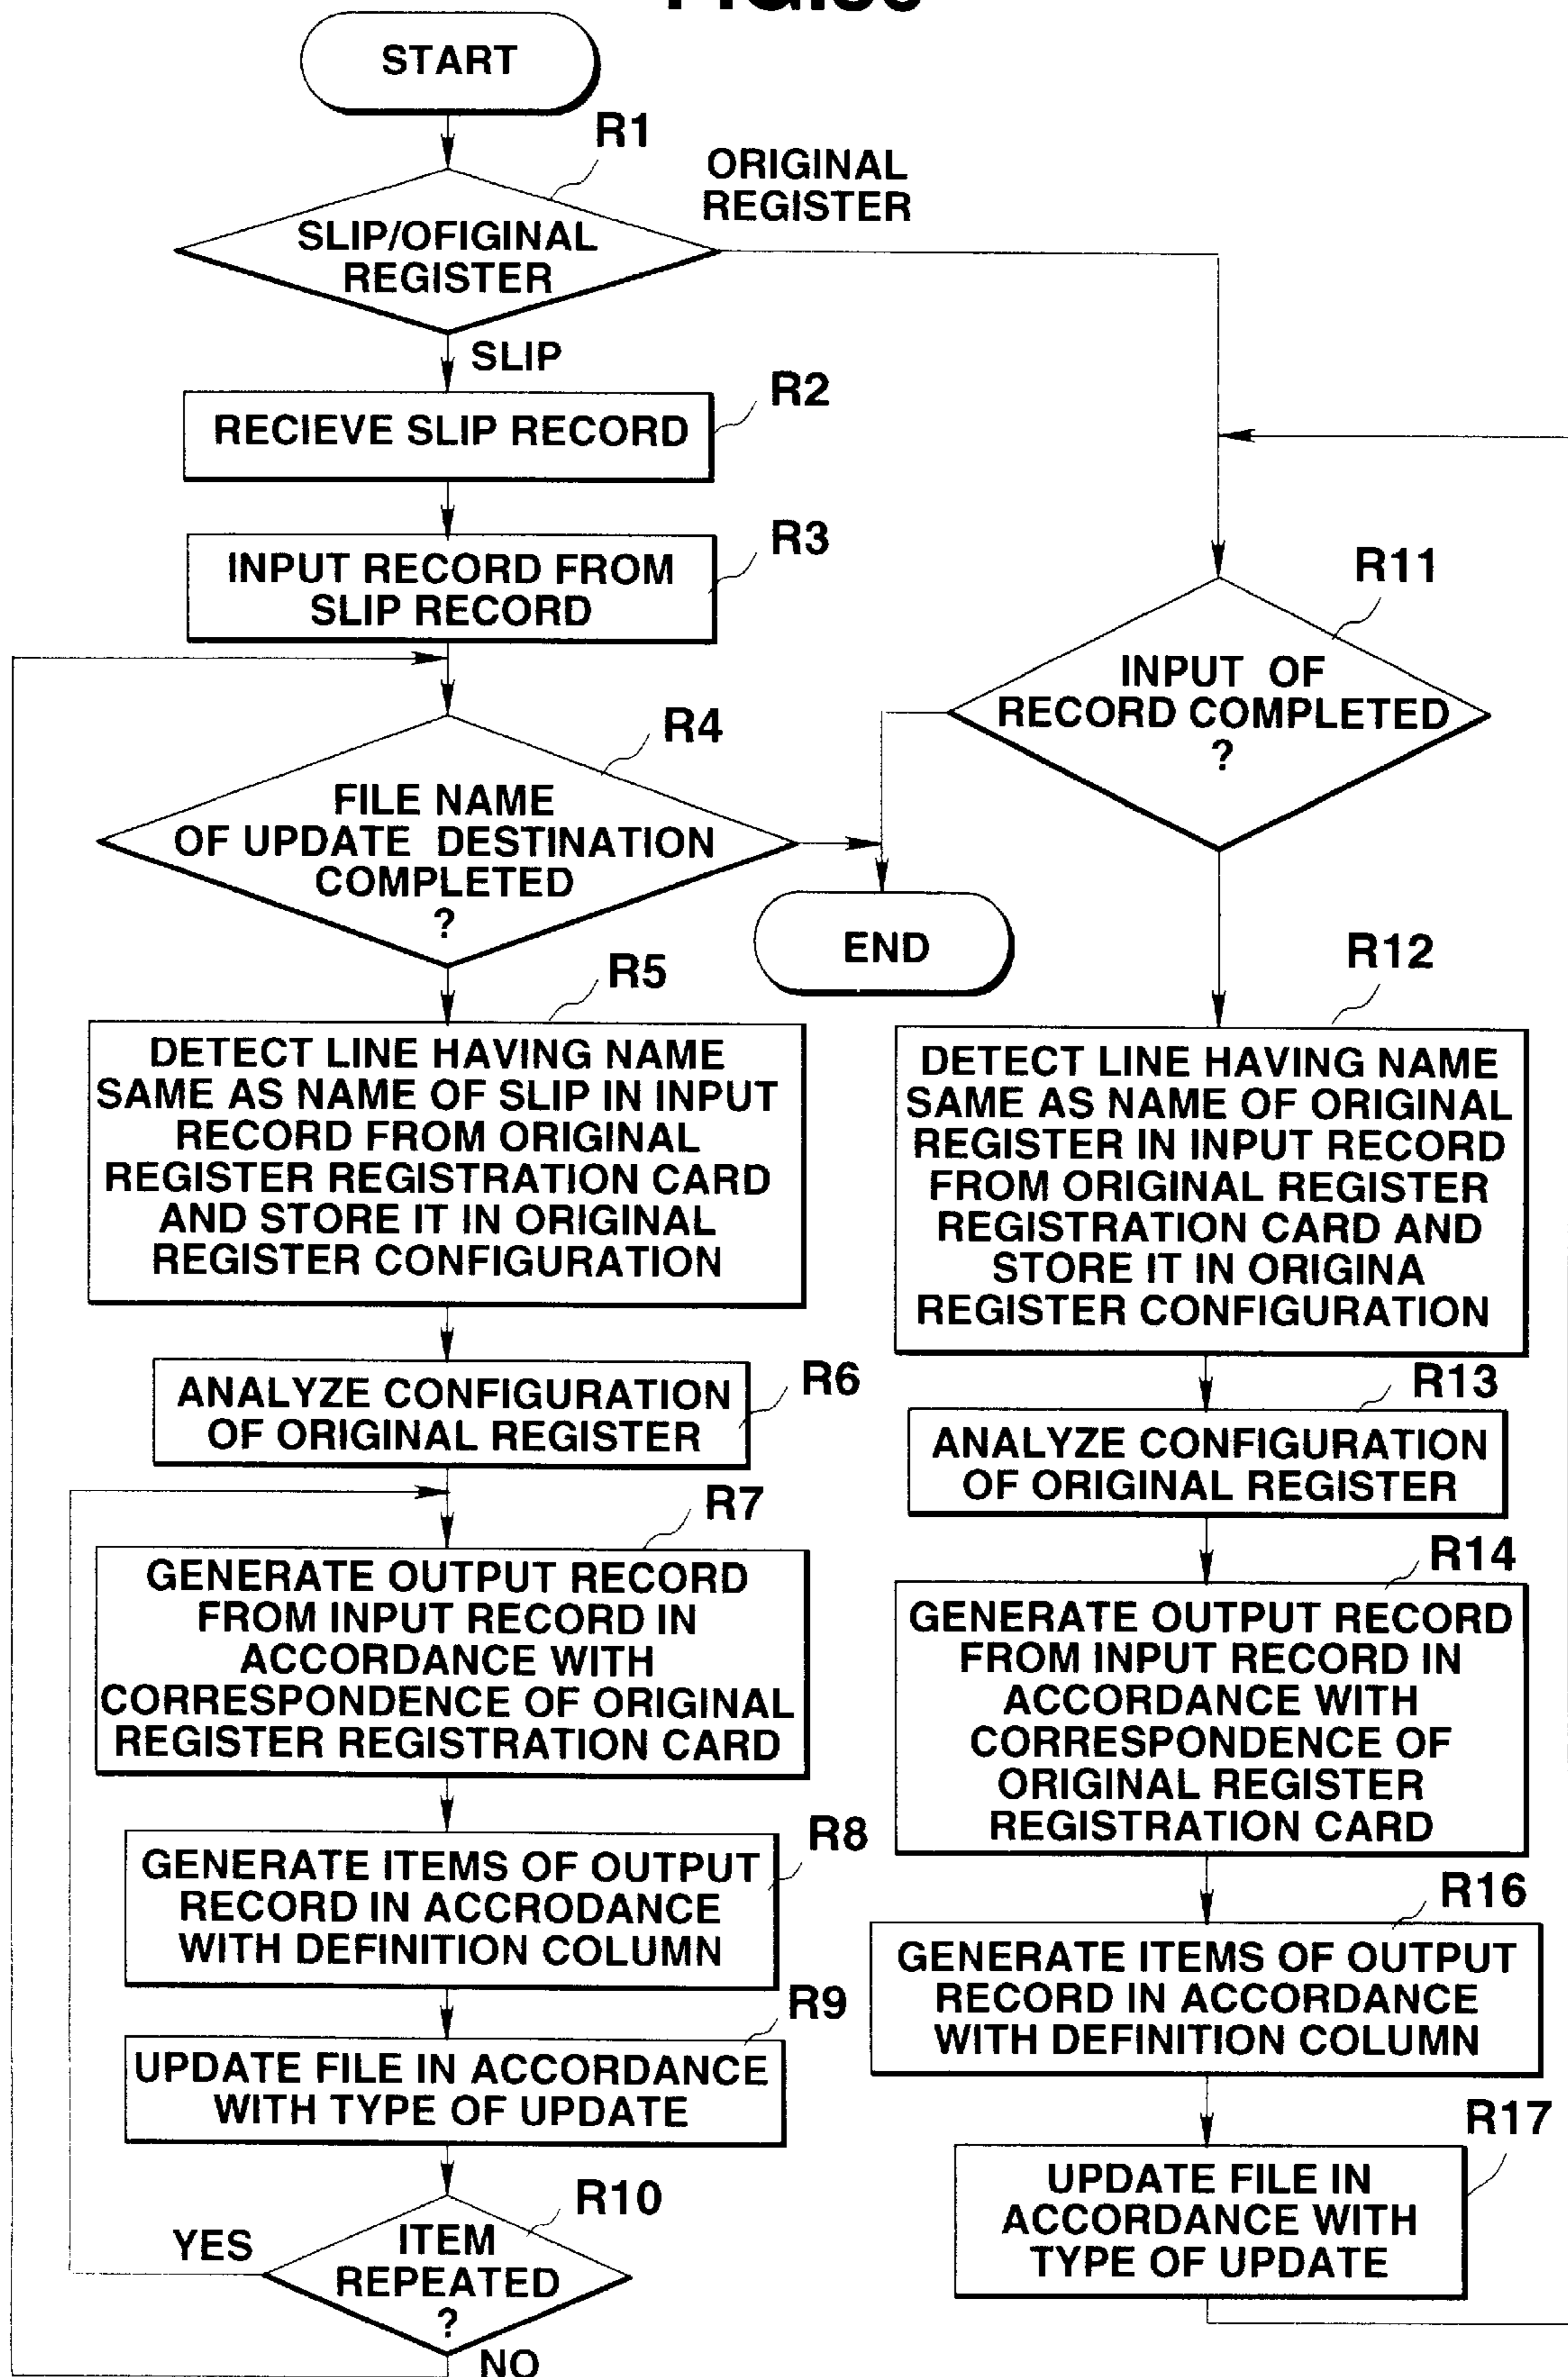 START
R1
ORIGINAL
REGISTER
SLIP/OFIGINAL
REGISTER
SLIP
R2
RECIEVE SLIP RECORD
R3
INPUT RECORD FROM
SLIP RECORD
R4
FILE NAME
OF UPDATE DESTINATION
COMPLETED
?
END
R5
DETECT LINE HAVING NAME
SAME AS NAME OF SLIP IN INPUT
RECORD FROM ORIGINAL
REGISTER REGISTRATION CARD
AND STORE IT IN ORIGINAL
REGISTER CONFIGURATION
R6
ANALYZE CONFIGURATION
OF ORIGINAL REGISTER
R7
GENERATE OUTPUT RECORD
FROM INPUT RECORD IN
ACCORDANCE WITH
CORRESPONDENCE OF ORIGINAL
REGISTER REGISTRATION CARD
R8
GENERATE ITEMS OF OUTPUT
RECORD IN ACCRODANCE
WITH DEFINITION COLUMN
R9
UPDATE FILE IN ACCORDANCE
WITH TYPE OF UPDATE
R10
YES
ITEM
REPEATED
?
NO
R11
INPUT OF
RECORD COMPLETED
?
R12
DETECT LINE HAVING NAME
SAME AS NAME OF ORIGINAL
REGISTER IN INPUT RECORD
FROM ORIGINAL REGISTER
REGISTRATION CARD AND
STORE IT IN ORIGINA
REGISTER CONFIGURATION
R13
ANALYZE CONFIGURATION
OF ORIGINAL REGISTER
R14
GENERATE OUTPUT RECORD
FROM INPUT RECORD IN
ACCORDANCE WITH
CORRESPONDENCE OF
ORIGINAL REGISTER
REGISTRATION CARD
R16
GENERATE ITEMS OF OUTPUT
RECORD IN ACCORDANCE
WITH DEFINITION COLUMN
R17
UPDATE FILE IN
ACCORDANCE WITH
TYPE OF UPDATE